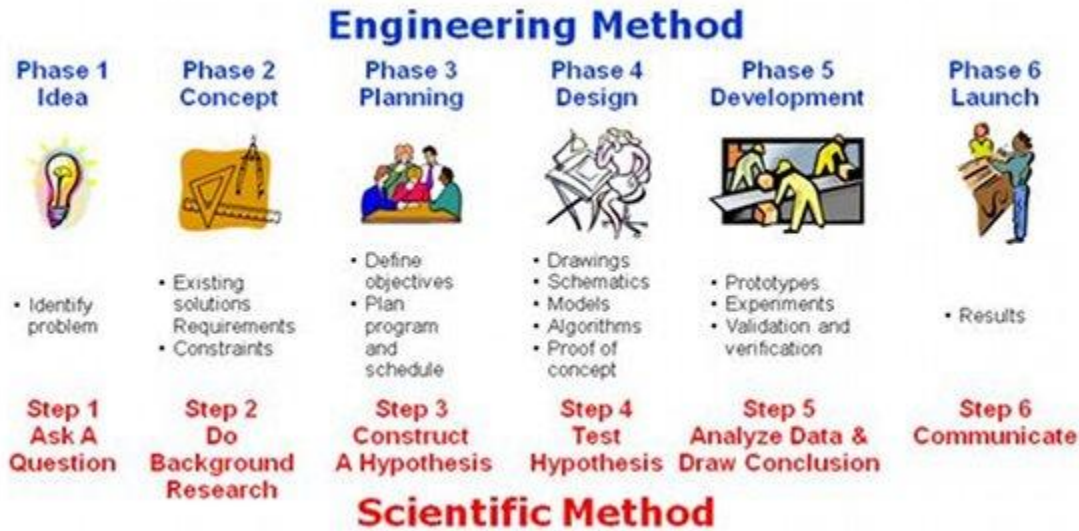 Engineering Method
Phase 1
Idea
Phase 2
Concept
Phase 3
Planning
Phase 4
Design
Phase 5
Development
Phase 6
Launch
• Identify
problem
• Existing
solutions
Requirements
• Constraints
• Define
objectives
• Plan
program
and
schedule
• Drawings
• Schematics
• Models
• Algorithms
• Proof of
concept
• Prototypes
• Experiments
• Validation and
verification
• Results
Step 1
Ask A
Question
Step 2
Do
Background
Research
Step 3
Construct
A Hypothesis
Step 4
Test
Hypothesis
Step 5
Analyze Data &
Draw Conclusion
Step 6
Communicate
Scientific Method